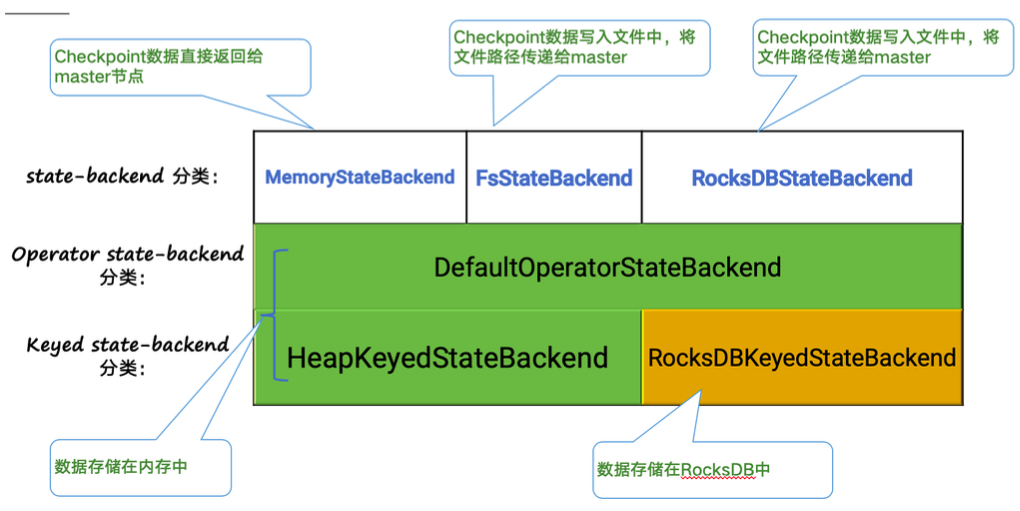 Checkpoint数据直接返回给
master节点
Checkpoint数据写入文件中，将
文件路径传递给master
Checkpoint数据写入文件中，将
文件路径传递给master
state-backend 分类：
MemoryStateBackend
FsStateBackend
RocksDBStateBackend
Operator state-backend
分类：
DefaultOperatorStateBackend
Keyed state-backend
分类：
HeapKeyedStateBackend
RocksDBKeyedStateBackend
数据存储在内存中
数据存储在RocksDB中